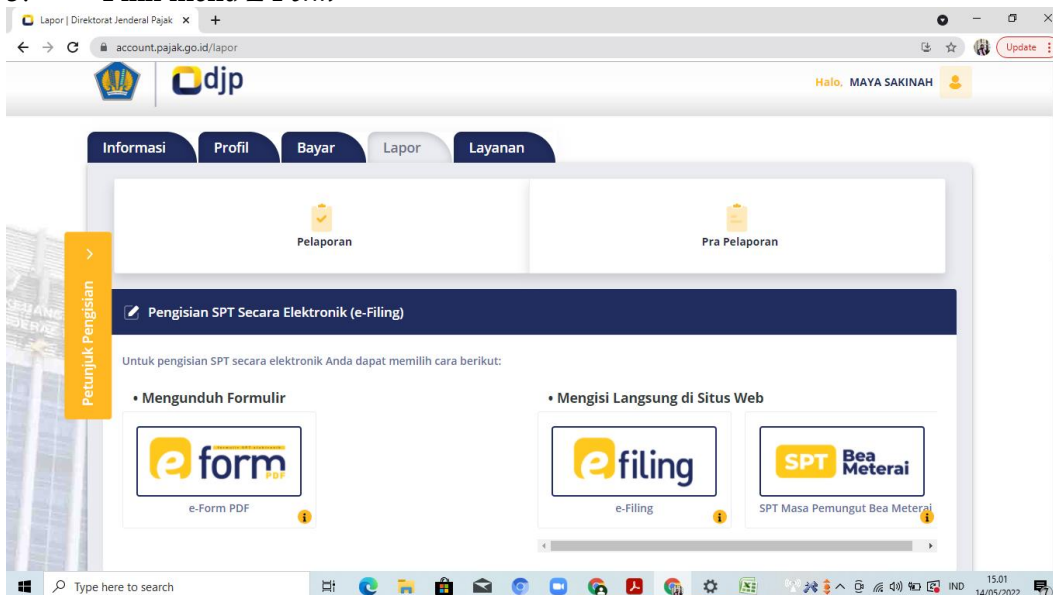 Pilih menu E-Form
Lapor | Direktorat Jenderal Pajak
account.pajak.go.id/lapor
Update
djp
Halo, MAYA SAKINAH
Informasi Profil Bayar Lapor Layanan
Pelaporan
Pra Pelaporan
Petunjuk Pengisian
Pengisian SPT Secara Elektronik (e-Filing)
Untuk pengisian SPT secara elektronik Anda dapat memilih cara berikut:
• Mengunduh Formulir
e form
PDF
e-Form PDF
• Mengisi Langsung di Situs Web
e filing
e-Filing
SPT Bea Meterai
SPT Masa Pemungut Bea Meterai
Type here to search
IND
15.01
14/05/2022